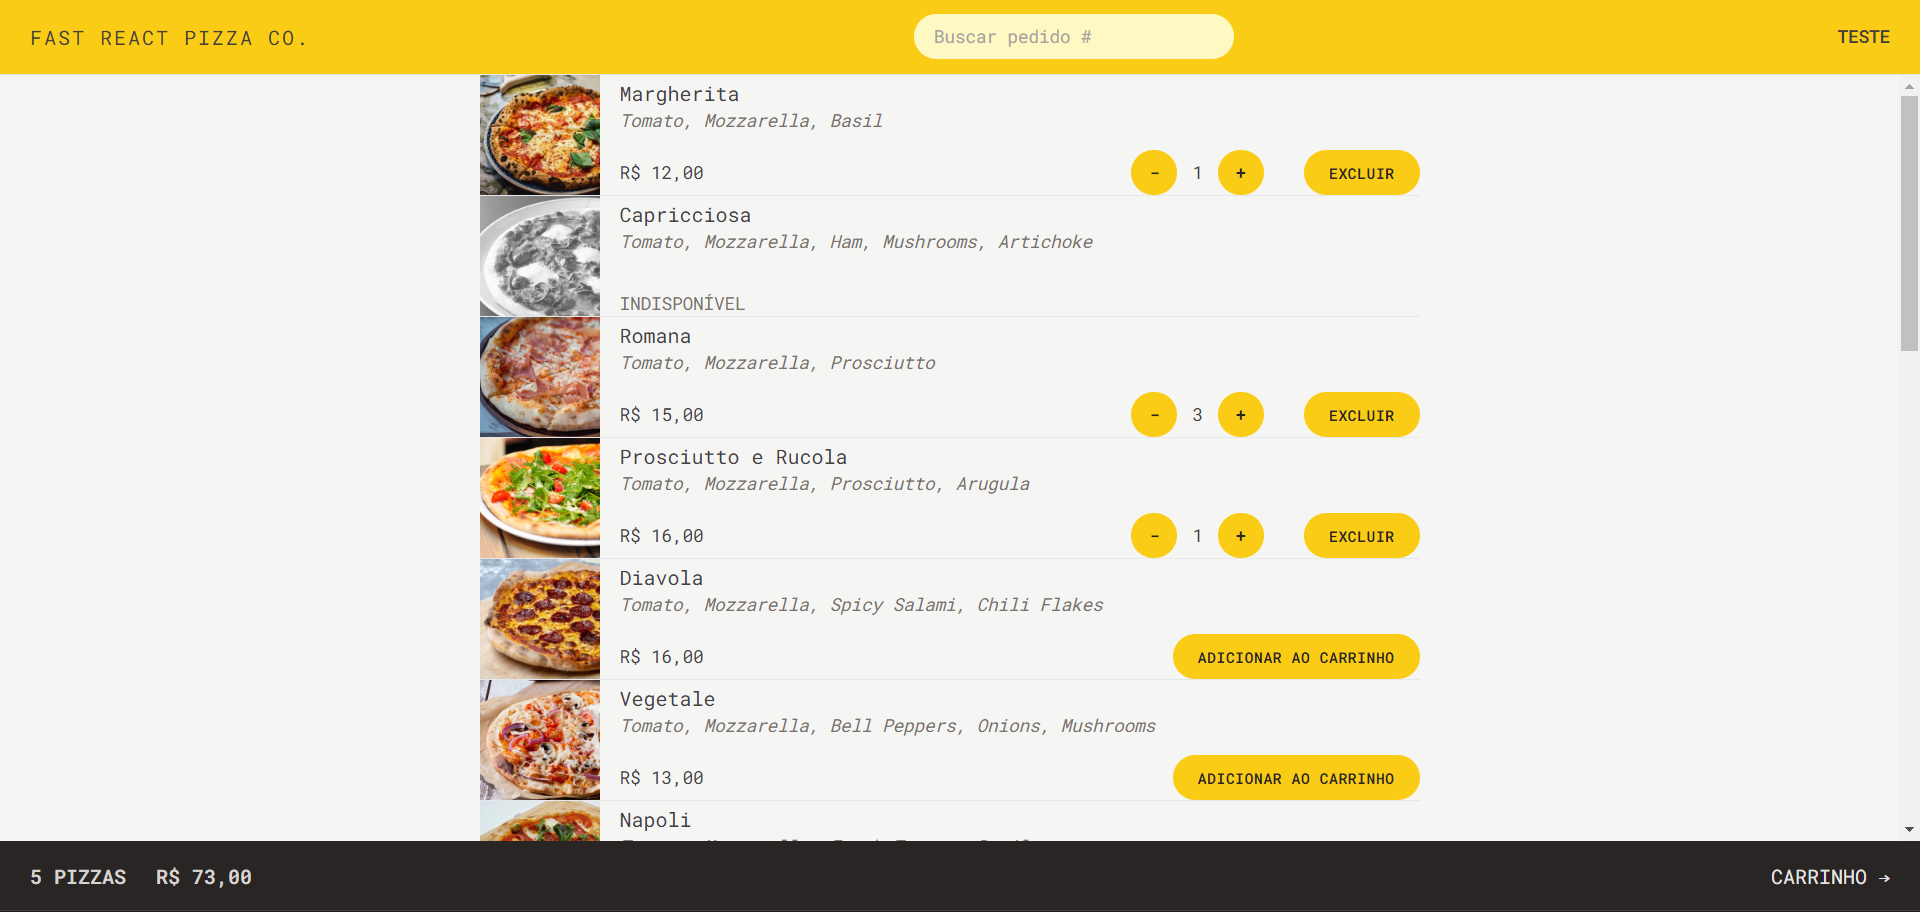 FAST REACT PIZZA CO.
Buscar pedido #
TESTE
Margherita
Tomato, Mozzarella, Basil
R$ 12,00
- 1 + EXCLUIR
Capricciosa
Tomato, Mozzarella, Ham, Mushrooms, Artichoke
INDISPONÍVEL
Romana
Tomato, Mozzarella, Prosciutto
R$ 15,00
- 3 + EXCLUIR
Prosciutto e Rucola
Tomato, Mozzarella, Prosciutto, Arugula
R$ 16,00
- 1 + EXCLUIR
Diavola
Tomato, Mozzarella, Spicy Salami, Chili Flakes
R$ 16,00
ADICIONAR AO CARRINHO
Vegetale
Tomato, Mozzarella, Bell Peppers, Onions, Mushrooms
R$ 13,00
ADICIONAR AO CARRINHO
Napoli
5 PIZZAS R$ 73,00
CARRINHO →